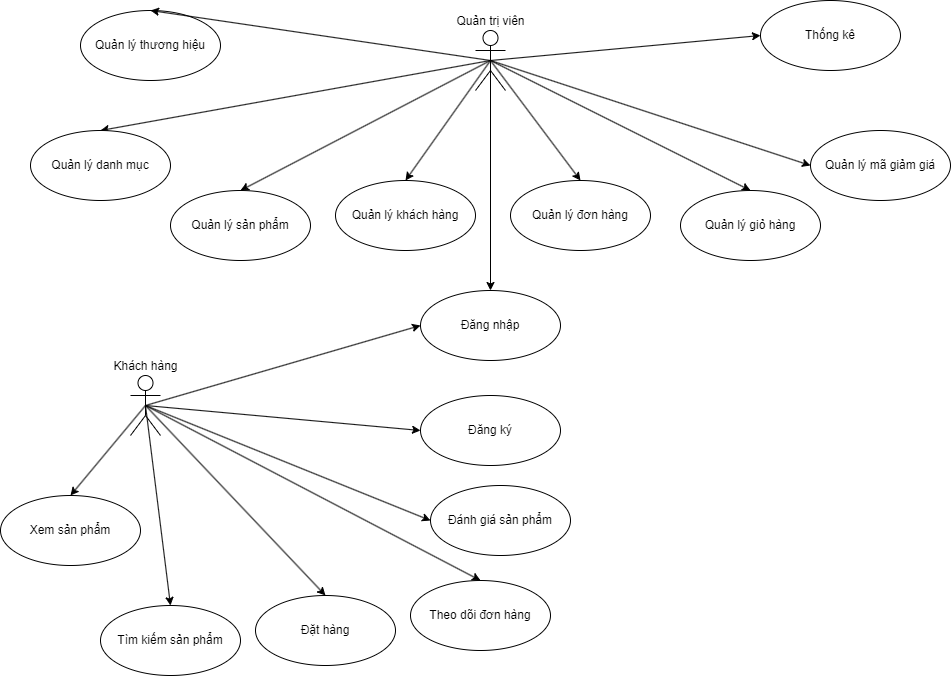 Quản trị viên
Quản lý thương hiệu
Thống kê
Quản lý danh mục
Quản lý mã giảm giá
Quản lý sản phẩm
Quản lý khách hàng
Quản lý đơn hàng
Quản lý giỏ hàng
Đăng nhập
Khách hàng
Đăng ký
Đánh giá sản phẩm
Xem sản phẩm
Theo dõi đơn hàng
Tìm kiếm sản phẩm
Đặt hàng